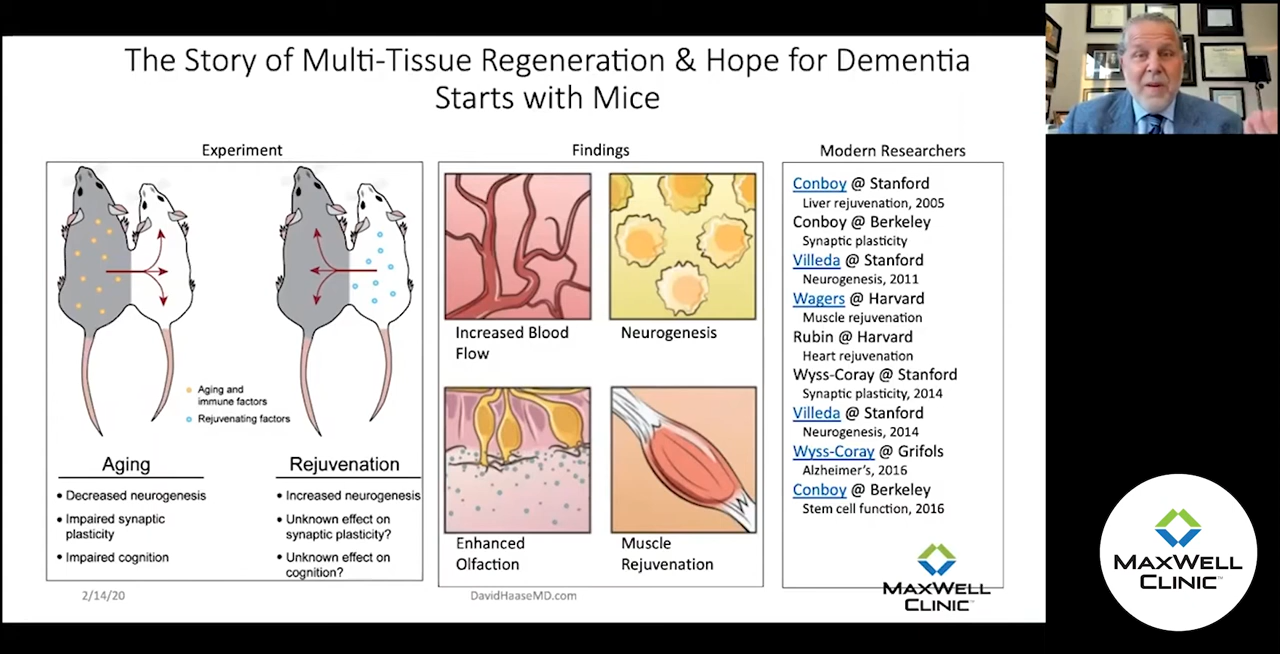 The Story of Multi-Tissue Regeneration & Hope for Dementia
Starts with Mice
Experiment
Aging and
immune factors
Rejuvenating factors
Aging
• Decreased neurogenesis
• Impaired synaptic
plasticity
• Impaired cognition
Rejuvenation
• Increased neurogenesis
• Unknown effect on
synaptic plasticity?
• Unknown effect on
cognition?
Findings
Increased Blood
Flow
Neurogenesis
Enhanced
Olfaction
Muscle
Rejuvenation
Modern Researchers
Conboy @ Stanford
Liver rejuvenation, 2005
Conboy @ Berkeley
Synaptic plasticity
Villeda @ Stanford
Neurogenesis, 2011
Wagers @ Harvard
Muscle rejuvenation
Rubin @ Harvard
Heart rejuvenation
Wyss-Coray @ Stanford
Synaptic plasticity, 2014
Villeda @ Stanford
Neurogenesis, 2014
Wyss-Coray @ Grifols
Alzheimer's, 2016
Conboy @ Berkeley
Stem cell function, 2016
MAXWELL
CLINIC™
2/14/20
DavidHaaseMD.com
MAXWELL
CLINIC™